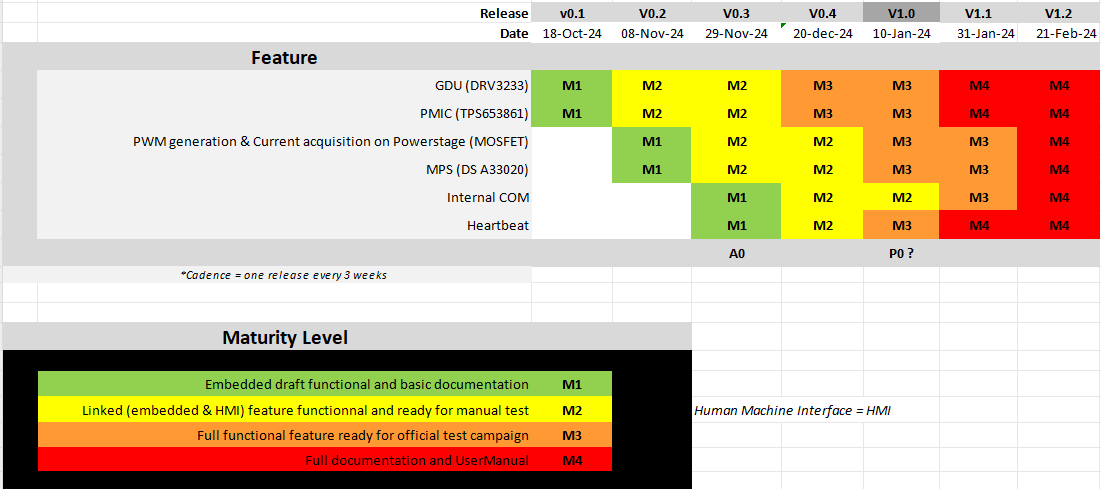 Release v0.1 V0.2 V0.3 V0.4 V1.0 V1.1 V1.2
Date 18-Oct-24 08-Nov-24 29-Nov-24 20-dec-24 10-Jan-24 31-Jan-24 21-Feb-24
Feature
GDU (DRV3233) M1 M2 M2 M3 M3 M4 M4
PMIC (TPS653861) M1 M2 M2 M3 M3 M4 M4
PWM generation & Current acquisition on Powerstage (MOSFET) M1 M2 M2 M3 M3 M4
MPS (DS A33020) M1 M2 M2 M3 M3 M4
Internal COM M1 M2 M2 M3 M4
Heartbeat M1 M2 M3 M4 M4
A0 P0 ?
*Cadence = one release every 3 weeks
Maturity Level
Embedded draft functional and basic documentation M1
Linked (embedded & HMI) feature functionnal and ready for manual test M2 Human Machine Interface = HMI
Full functional feature ready for official test campaign M3
Full documentation and UserManual M4